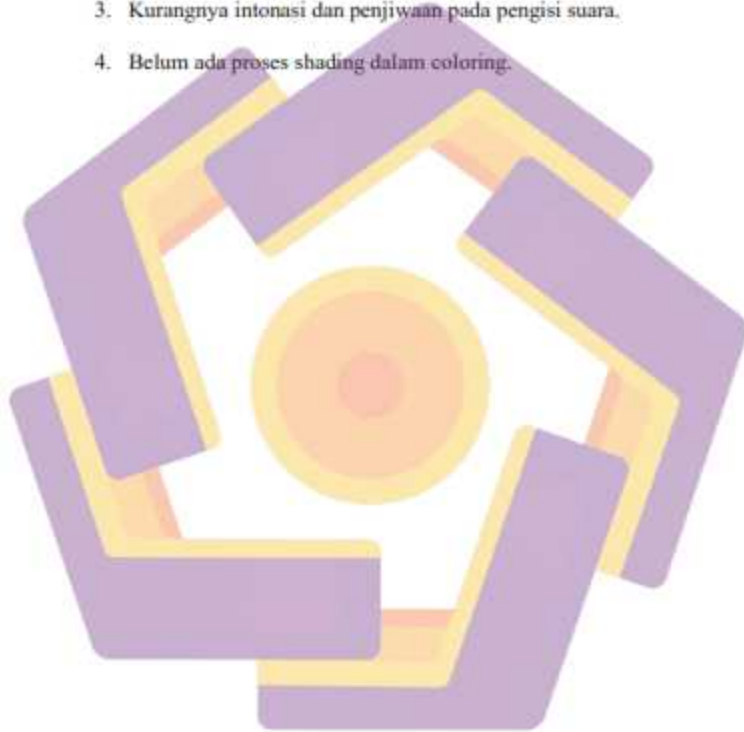 3. Kurangnya intonasi dan penjiwaan pada pengisi suara.
4. Belum ada proses shading dalam coloring.